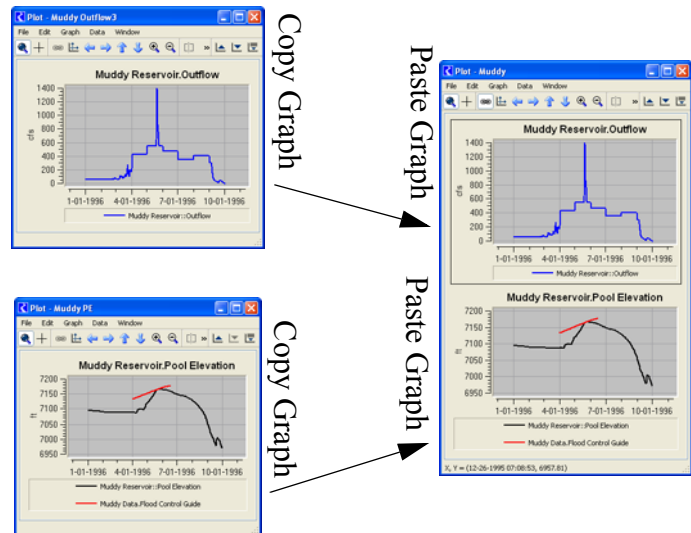 Plot - Muddy Outflow3
File Edit Graph Data Window
»
Muddy Reservoir.Outflow
1400
1200
1000
800
600
400
200
0
cfs
1-01-1996 4-01-1996 7-01-1996 10-01-1996
Muddy Reservoir::Outflow
Copy Graph
Paste Graph
Plot - Muddy
File Edit Graph Data Window
»
Muddy Reservoir.Outflow
1400
1200
1000
800
600
400
200
0
cfs
1-01-1996 4-01-1996 7-01-1996 10-01-1996
Muddy Reservoir::Outflow
Muddy Reservoir.Pool Elevation
7200
7150
7100
7050
7000
6950
ft
1-01-1996 4-01-1996 7-01-1996 10-01-1996
Muddy Reservoir::Pool Elevation
Muddy Data.Flood Control Guide
X, Y = (12-26-1995 07:08:53, 6957.81)
Plot - Muddy PE
File Edit Graph Data Window
»
Muddy Reservoir.Pool Elevation
7200
7150
7100
7050
7000
6950
ft
1-01-1996 4-01-1996 7-01-1996 10-01-1996
Muddy Reservoir::Pool Elevation
Muddy Data.Flood Control Guide
Copy Graph
Paste Graph